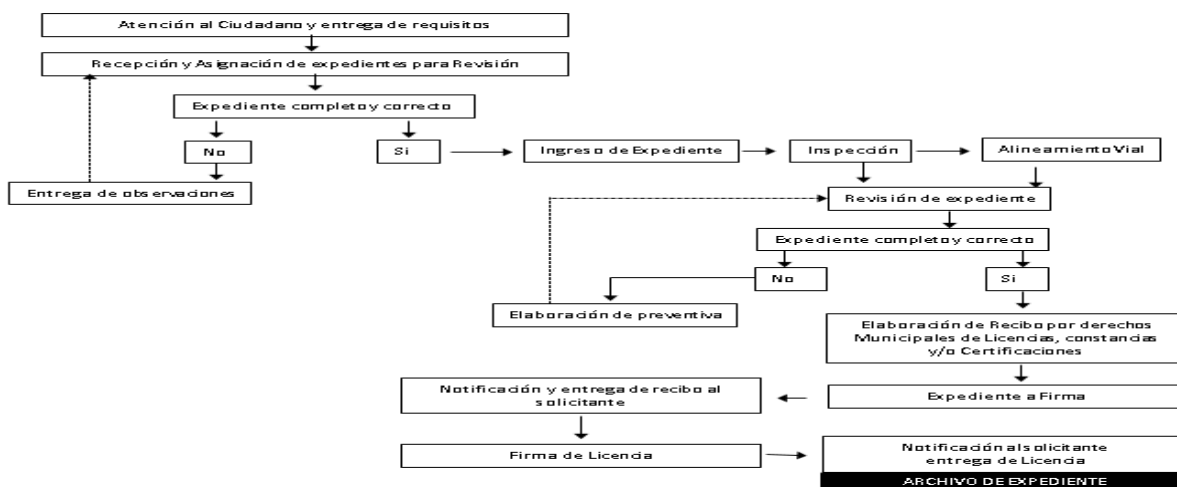 Atención al Ciudadano y entrega de requisitos
Recepción y Asignación de expedientes para Revisión
Expediente completo y correcto
No
Si
Ingreso de Expediente
Inspección
Alineamiento Vial
Entrega de observaciones
Revisión de expediente
Expediente completo y correcto
No
Si
Elaboración de preventiva
Elaboración de Recibo por derechos
Municipales de Licencias, constancias
y/o Certificaciones
Notificación y entrega de recibo al
solicitante
Expediente a Firma
Firma de Licencia
Notificación al solicitante
entrega de Licencia
ARCHIVO DE EXPEDIENTE